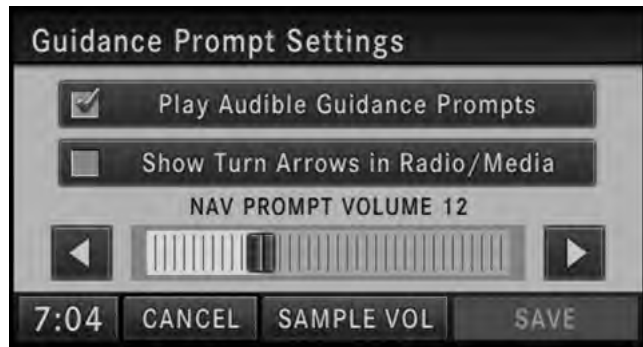 Guidance Prompt Settings
Play Audible Guidance Prompts
Show Turn Arrows in Radio/Media
NAV PROMPT VOLUME 12
7:04 CANCEL SAMPLE VOL SAVE